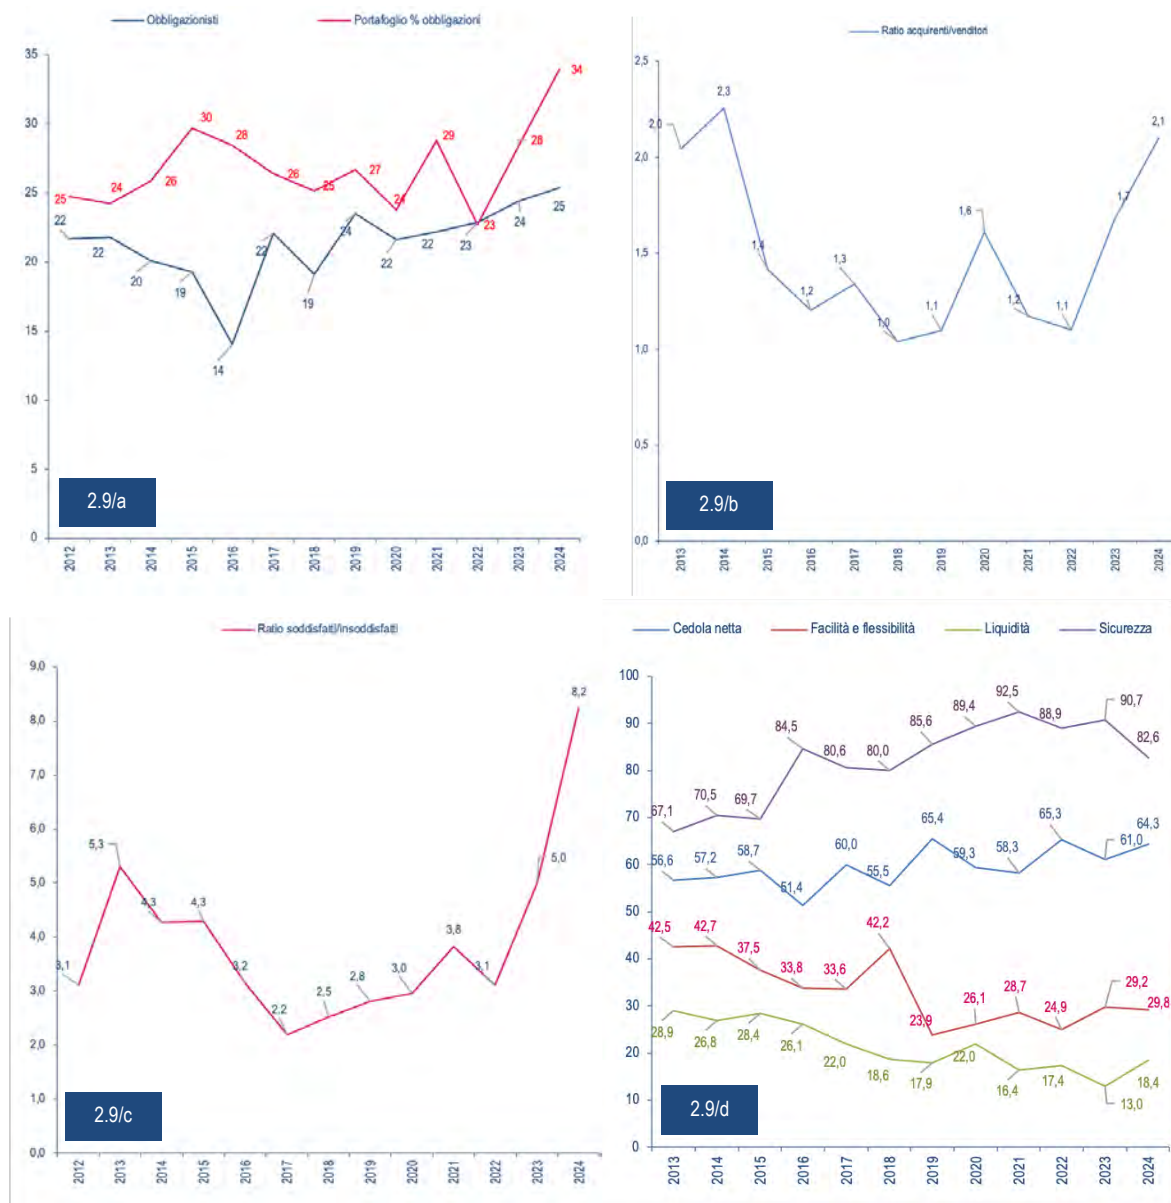 Obbligazionisti Portafoglio % obbligazioni
35
30
25
20
15
10
5
0
25 24 26 30 28 26 25 27 24 29 23 28 34
22 22 20 19 14 22 19 24 22 22 23 24 25
2.9/a
2012 2013 2014 2015 2016 2017 2018 2019 2020 2021 2022 2023 2024
Ratio acquirenti/venditori
2,5
2,0
1,5
1,0
0,5
0,0
2.0 2.3 1,4 1,2 1,3 1,0 1,1 1,6 1,2 1,1 1,7 2,1
2.9/b
2013 2014 2015 2016 2017 2018 2019 2020 2021 2022 2023 2024
Ratio soddisfatti/insoddisfatti
9,0
8,0
7,0
6,0
5,0
4,0
3,0
2,0
1,0
0,0
3,1 5,3 4,3 4,3 3,2 2,2 2,5 2,8 3,0 3,8 3,1 5,0 8,2
2.9/c
2012 2013 2014 2015 2016 2017 2018 2019 2020 2021 2022 2023 2024
Cedola netta Facilità e flessibilità Liquidità Sicurezza
100
90
80
70
60
50
40
30
20
10
0
67,1 70,5 69,7 84,5 80,6 80,0 85,6 89,4 92,5 88,9 90,7 82,6
56,6 57,2 58,7 51,4 60,0 55,5 65,4 59,3 58,3 65,3 61,0 64,3
42,5 42,7 37,5 33,8 33,6 42,2 23,9 26,1 28,7 24,9 29,2 29,8
28,9 26,8 28,4 26,1 22,0 18,6 17,9 22,0 16,4 17,4 13,0 18,4
2.9/d
2013 2014 2015 2016 2017 2018 2019 2020 2021 2022 2023 2024